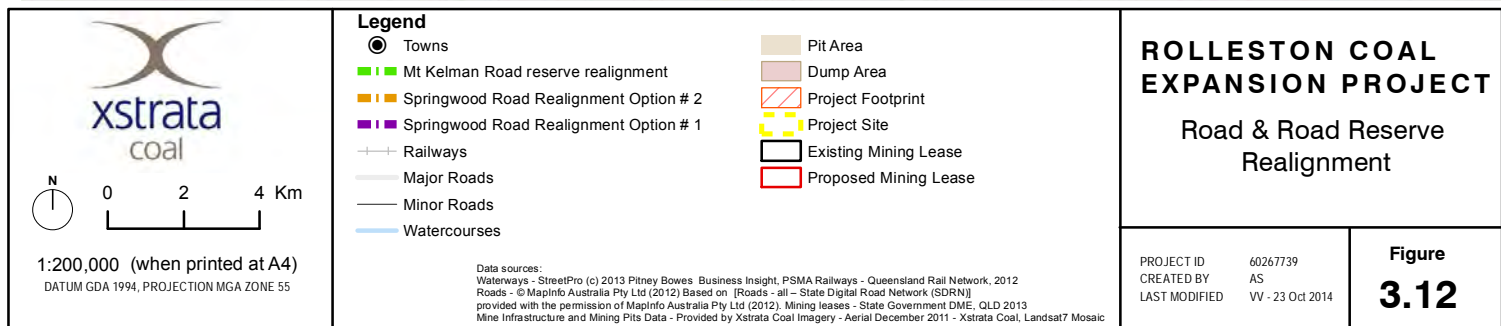 xstrata
coal
N
0 2 4 Km
1:200,000 (when printed at A4)
DATUM GDA 1994, PROJECTION MGA ZONE 55
Legend
Towns
Mt Kelman Road reserve realignment
Springwood Road Realignment Option # 2
Springwood Road Realignment Option # 1
Railways
Major Roads
Minor Roads
Watercourses
Pit Area
Dump Area
Project Footprint
Project Site
Existing Mining Lease
Proposed Mining Lease
Data sources:
Waterways - StreetPro (c) 2013 Pitney Bowes Business Insight, PSMA Railways - Queensland Rail Network, 2012
Roads - © MapInfo Australia Pty Ltd (2012) Based on [Roads - all – State Digital Road Network (SDRN)]
provided with the permission of MapInfo Australia Pty Ltd (2012). Mining leases - State Government DME, QLD 2013
Mine Infrastructure and Mining Pits Data - Provided by Xstrata Coal Imagery - Aerial December 2011 - Xstrata Coal, Landsat7 Mosaic
ROLLESTON COAL
EXPANSION PROJECT
Road & Road Reserve
Realignment
PROJECT ID 60267739
CREATED BY AS
LAST MODIFIED VV - 23 Oct 2014
Figure
3.12